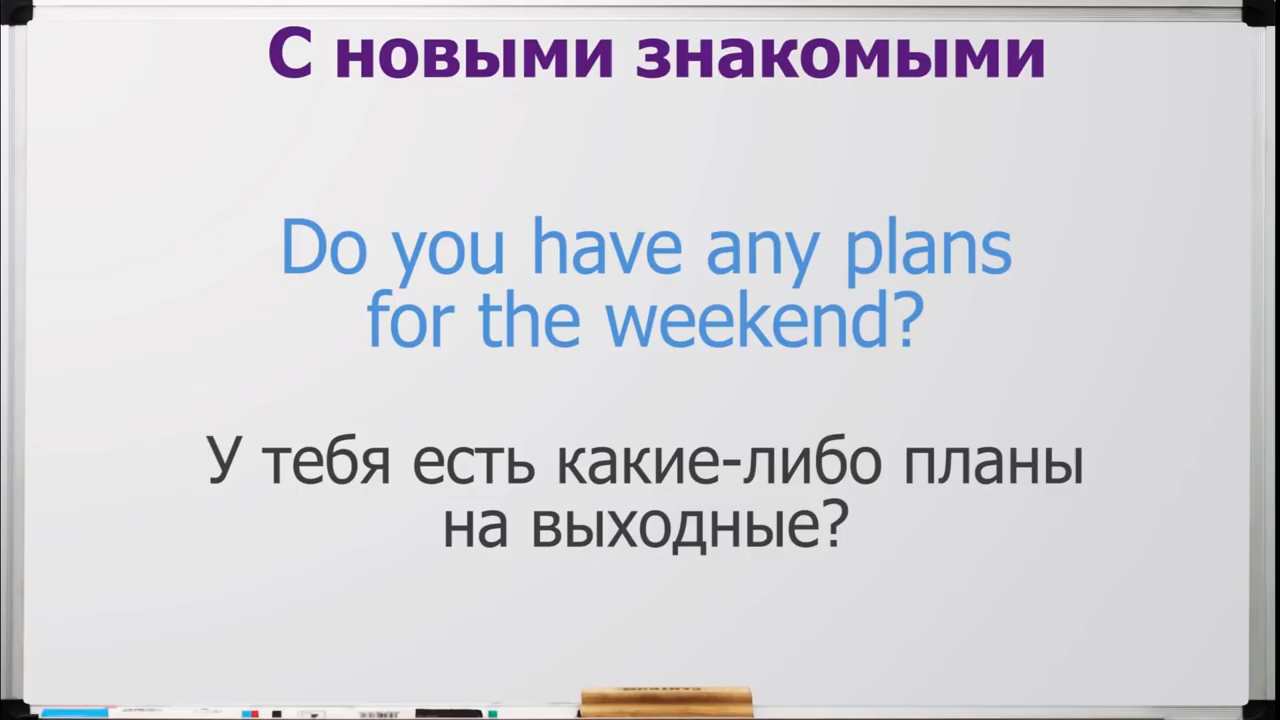 С новыми знакомыми
Do you have any plans
for the weekend?
У тебя есть какие-либо планы
на выходные?